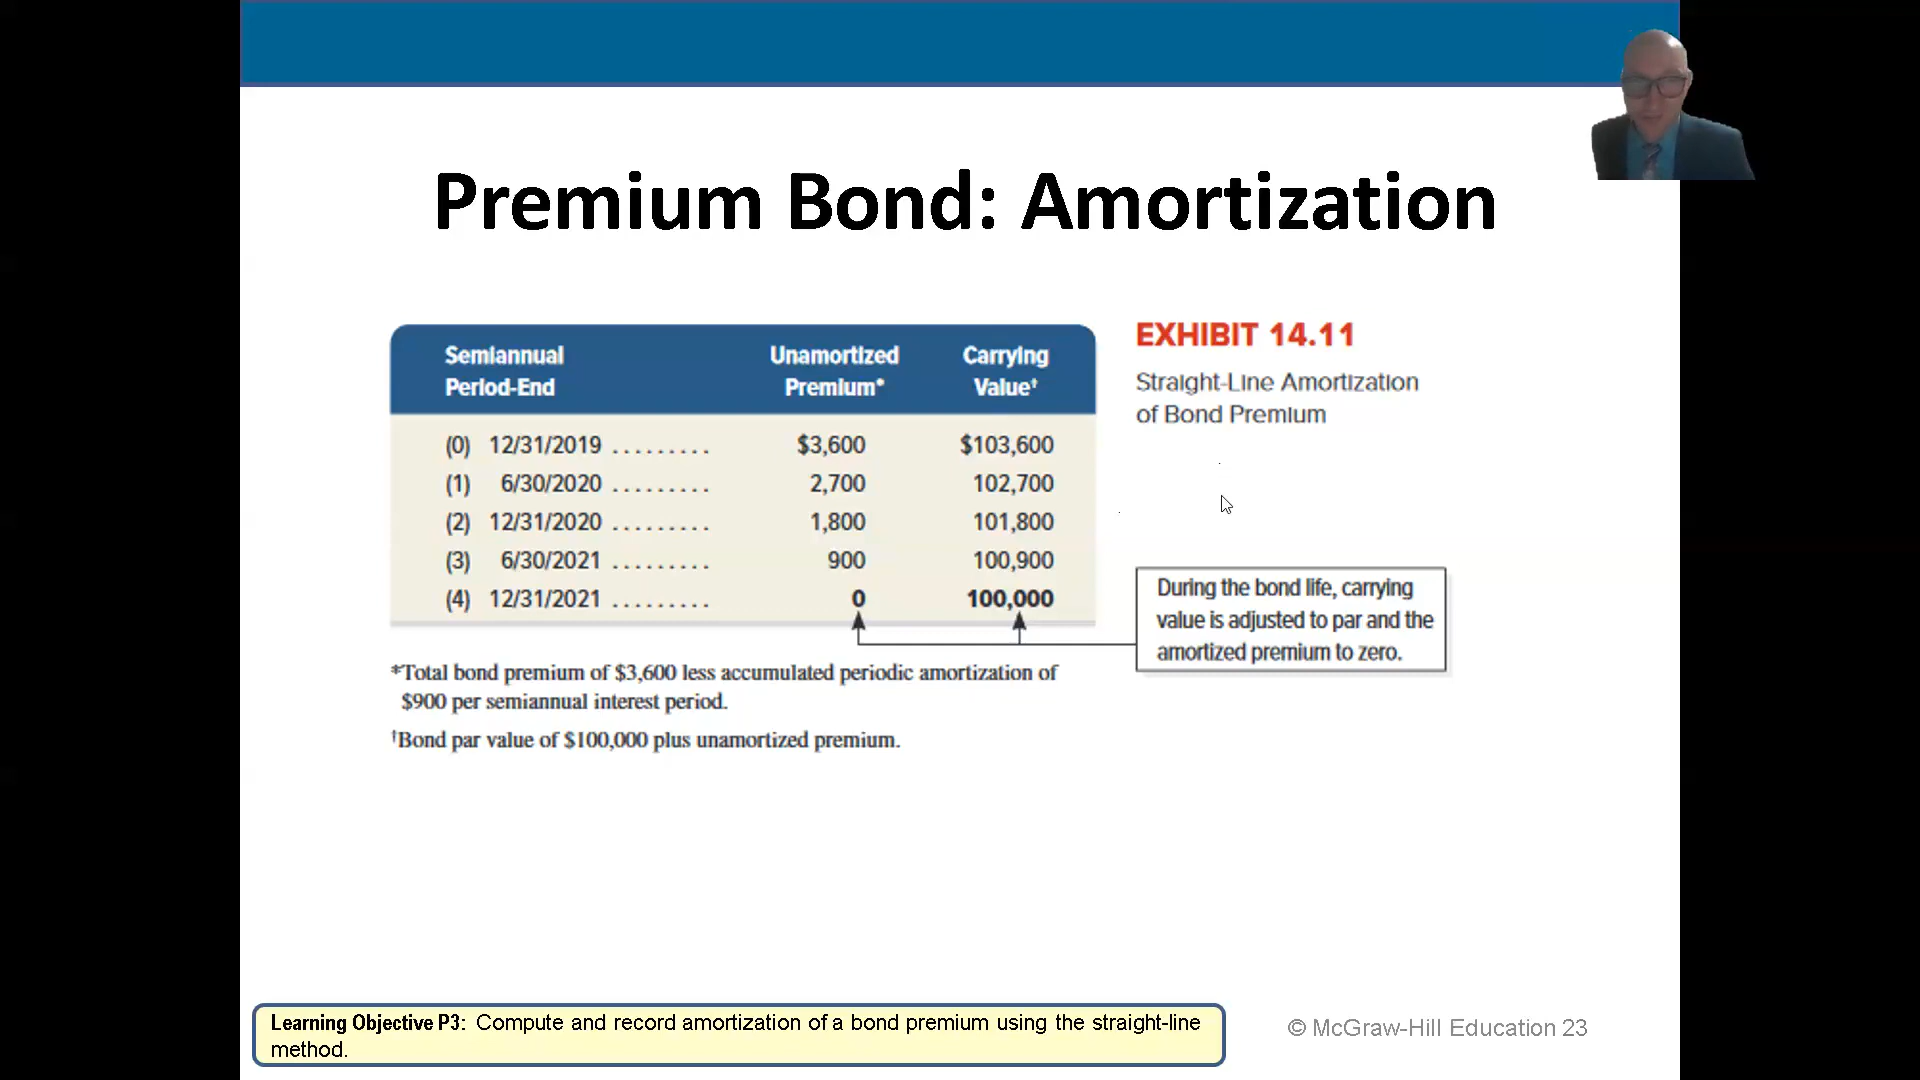 Premium Bond: Amortization
Semiannual Period-End Unamortized Premium* Carrying Value†
(0) 12/31/2019 ......... $3,600 $103,600
(1) 6/30/2020 ......... 2,700 102,700
(2) 12/31/2020 ......... 1,800 101,800
(3) 6/30/2021 ......... 900 100,900
(4) 12/31/2021 ......... 0 100,000
*Total bond premium of $3,600 less accumulated periodic amortization of
$900 per semiannual interest period.
†Bond par value of $100,000 plus unamortized premium.
EXHIBIT 14.11
Straight-Line Amortization
of Bond Premium
During the bond life, carrying
value is adjusted to par and the
amortized premium to zero.
Learning Objective P3: Compute and record amortization of a bond premium using the straight-line
method.
© McGraw-Hill Education 23